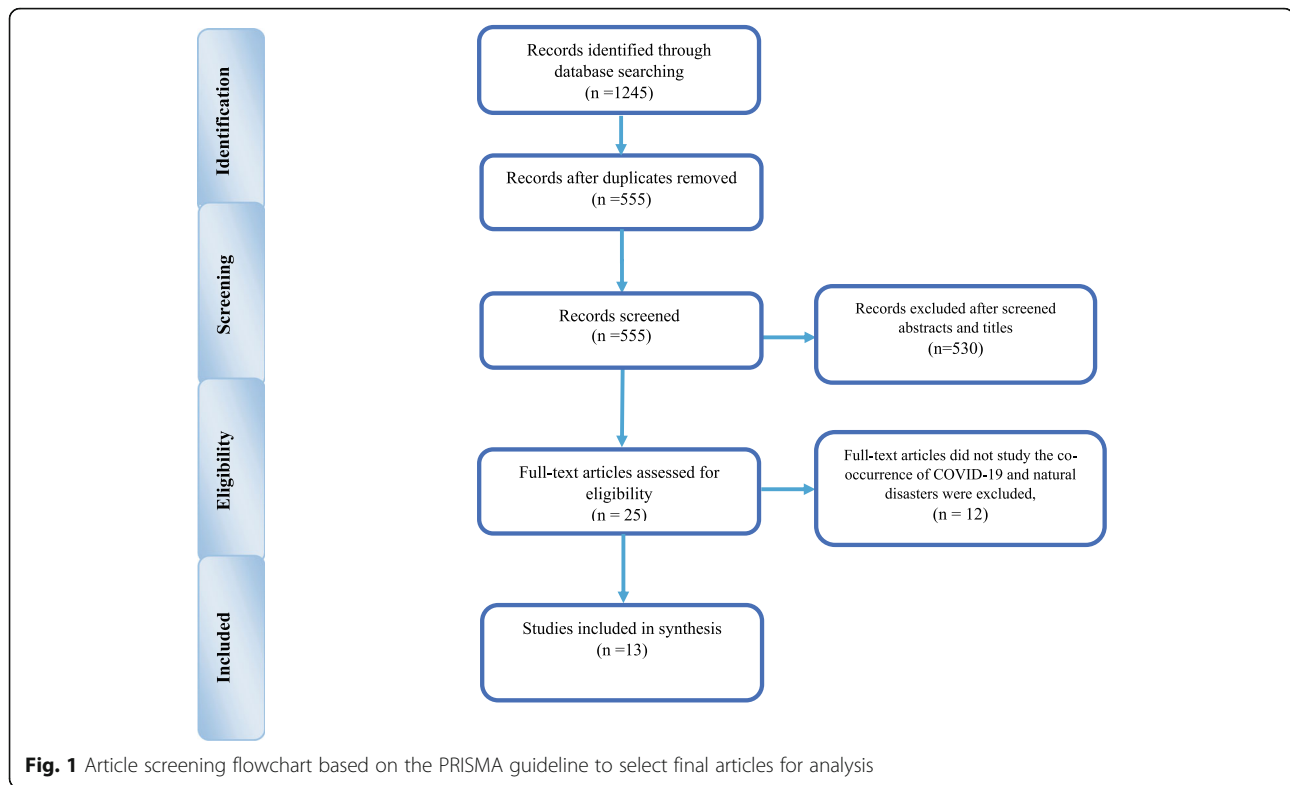 Identification
Records identified through
database searching
(n =1245)
Records after duplicates removed
(n =555)
Screening
Records screened
(n =555)
Records excluded after screened
abstracts and titles
(n=530)
Eligibility
Full-text articles assessed for
eligibility
(n = 25)
Full-text articles did not study the co-
occurrence of COVID-19 and natural
disasters were excluded,
(n = 12)
Included
Studies included in synthesis
(n =13)
Fig. 1 Article screening flowchart based on the PRISMA guideline to select final articles for analysis